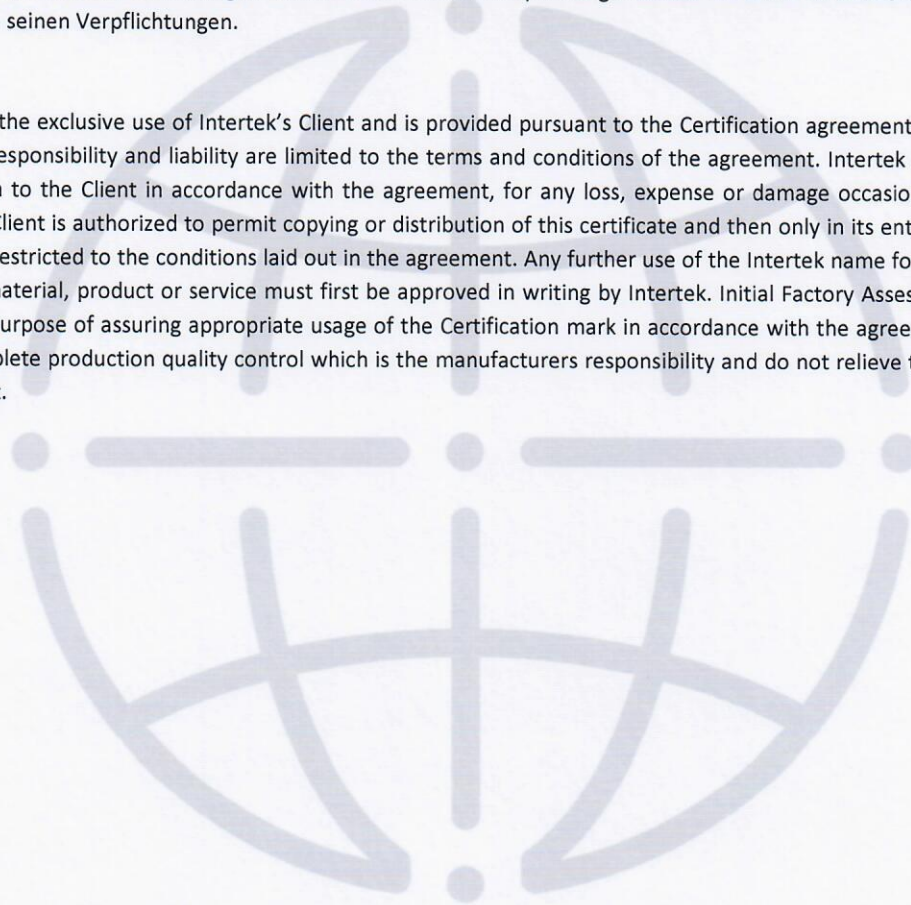 seinen Verpflichtungen.
the exclusive use of Intertek's Client and is provided pursuant to the Certification agreement
esponsibility and liability are limited to the terms and conditions of the agreement. Intertek
to the Client in accordance with the agreement, for any loss, expense or damage occasio
lient is authorized to permit copying or distribution of this certificate and then only in its ent
estricted to the conditions laid out in the agreement. Any further use of the Intertek name fo
aterial, product or service must first be approved in writing by Intertek. Initial Factory Asses
urpose of assuring appropriate usage of the Certification mark in accordance with the agree
lete production quality control which is the manufacturers responsibility and do not relieve